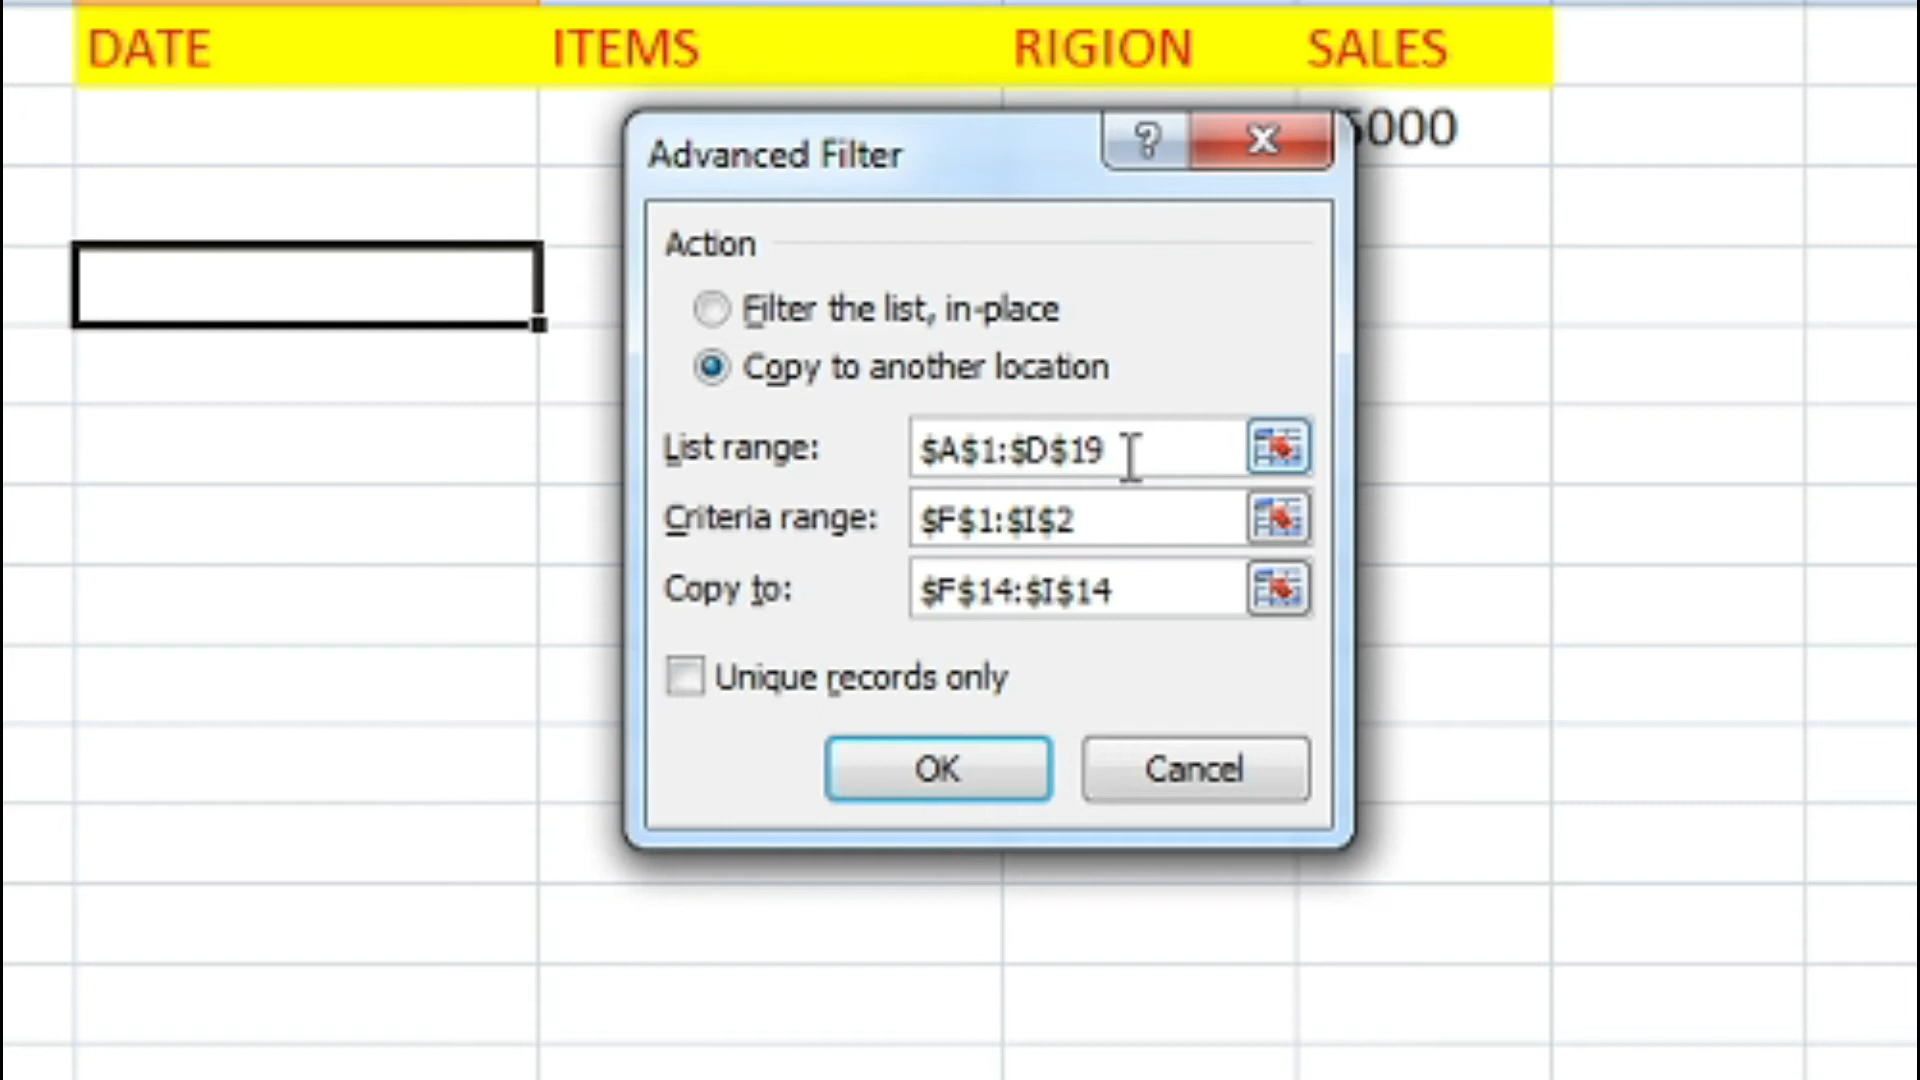 DATE ITEMS RIGION SALES
5000
Advanced Filter
Action
Filter the list, in-place
Copy to another location
List range: $A$1:$D$19
Criteria range: $F$1:$I$2
Copy to: $F$14:$I$14
Unique records only
OK Cancel